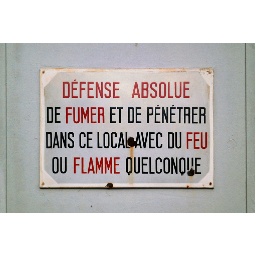 DÉFENSE ABSOLUE
DE FUMER ET DE PÉNÉTRER
DANS CE LOCAL AVEC DU FEU
OU FLAMME QUELCONQUE